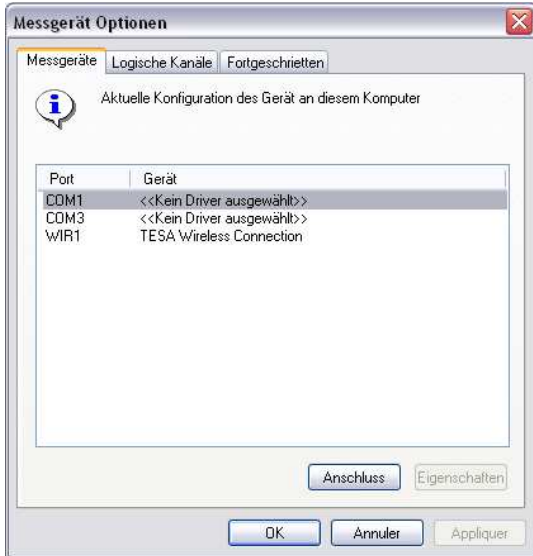 Messgerät Optionen
Messgeräte Logische Kanäle Fortgeschrietten
Aktuelle Konfiguration des Gerät an diesem Komputer
Port Gerät
COM1 <<Kein Driver ausgewählt>>
COM3 <<Kein Driver ausgewählt>>
WIR1 TESA Wireless Connection
Anschluss Eigenschaften
OK Annuler Appliquer